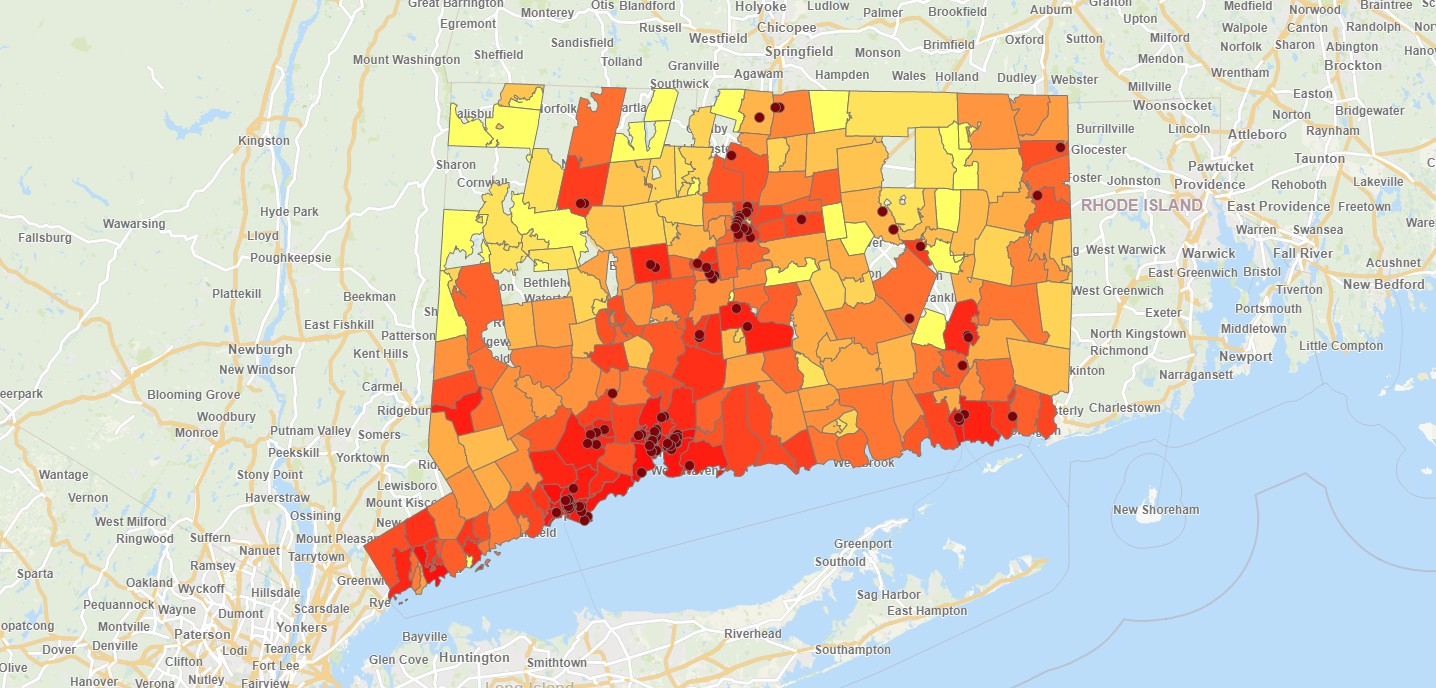 Great Barrington
Monterey
Otis
Blandford
Holyoke
Ludlow
Palmer
Brookfield
Auburn
Grafton
Medfield
Norwood
Braintree
Egremont
Russell
Chicopee
Upton
Walpole
Canton
Randolph
Sandisfield
Westfield
Springfield
Monson
Brimfield
Oxford
Sutton
Milford
Norfolk
Sharon
Abington
Mount Washington
Sheffield
Tolland
Granville
Agawam
Hampden
Wales
Holland
Dudley
Webster
Mendon
Wrentham
Rockland
Brockton
Southwick
Millville
Woonsocket
Easton
Norton
Bridgewater
Kingston
Sharon
Burrillville
Lincoln
Attleboro
Raynham
Glocester
Pawtucket
Taunton
Foster
Johnston
Providence
Rehoboth
Lakeville
RHODE ISLAND
East Providence
Freetown
Wawarsing
Hyde Park
Fallsburg
Lloyd
Warren
Swansea
Poughkeepsie
West Warwick
Warwick
Fall River
Acushnet
East Greenwich
Bristol
Plattekill
Bethlehem
West Greenwich
Tiverton
New Bedford
Beekman
Exeter
Portsmouth
East Fishkill
Patterson
North Kingstown
Middletown
Newburgh
Kent Hills
Richmond
Newport
Little Compton
New Windsor
Narragansett
Blooming Grove
Carmel
Charlestown
Woodbury
Monroe
Putnam Valley
Somers
Peekskill
Yorktown
Wantage
Stony Point
Vernon
Haverstraw
Lewisboro
Mount Kisco
New Shoreham
West Milford
Ossining
Ringwood
Suffern
Mount Pleasant
Nanuet
Tarrytown
Greenport
Sparta
Ramsey
Southold
Oakland
Wyckoff
Hillsdale
Rye
Sag Harbor
Pequannock
Scarsdale
East Hampton
Wayne
Dumont
Montville
Paterson
Yonkers
Bayville
Riverhead
Dover
Denville
Lodi
Teaneck
Southampton
Clifton
Fort Lee
Glen Cove
Huntington
Smithtown
Olive
Hanover
Verona
Nutley
Fairview
Long Island